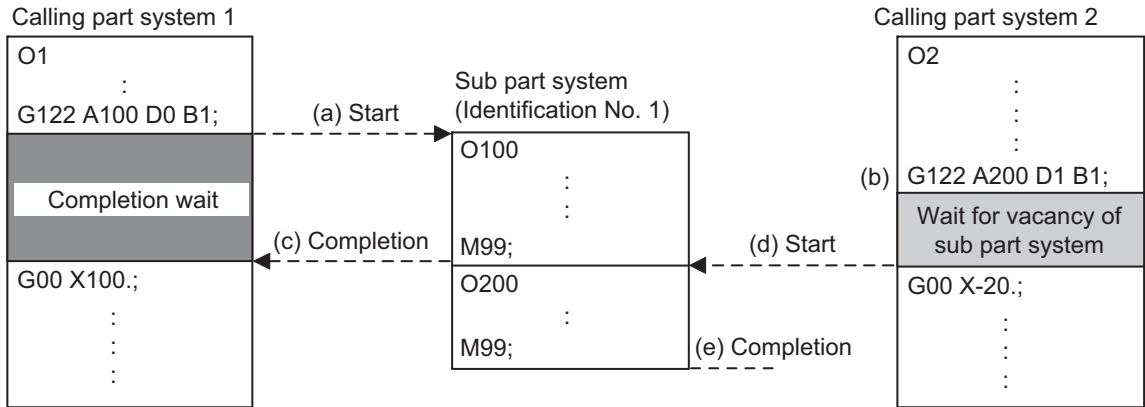 Calling part system 1
O1
:
G122 A100 D0 B1;
Completion wait
G00 X100.;
:
:
:
(a) Start
(c) Completion
Sub part system
(Identification No. 1)
O100
:
:
M99;
O200
:
M99;
(d) Start
(e) Completion
Calling part system 2
O2
:
:
:
(b) G122 A200 D1 B1;
Wait for vacancy of
sub part system
G00 X-20.;
:
:
: